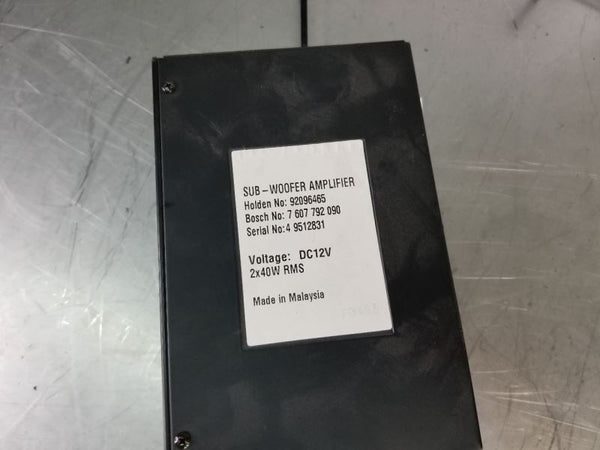 SUB-WOOFER AMPLIFIER
Holden No: 92096465
Bosch No: 7 607 792 090
Serial No: 4 9512831
Voltage: DC12V
2x40W RMS
Made in Malaysia